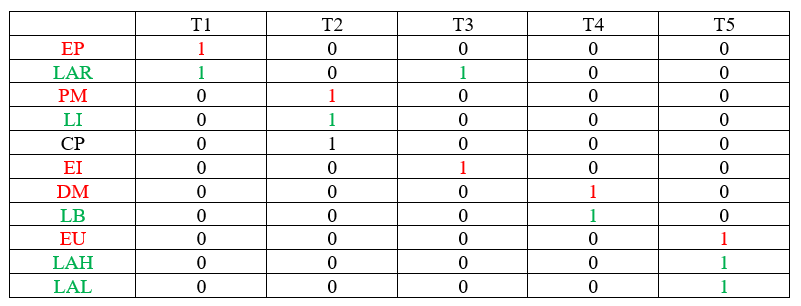 T1 T2 T3 T4 T5
EP 1 0 0 0 0
LAR 1 0 1 0 0
PM 0 1 0 0 0
LI 0 1 0 0 0
CP 0 1 0 0 0
EI 0 0 1 0 0
DM 0 0 0 1 0
LB 0 0 0 1 0
EU 0 0 0 0 1
LAH 0 0 0 0 1
LAL 0 0 0 0 1